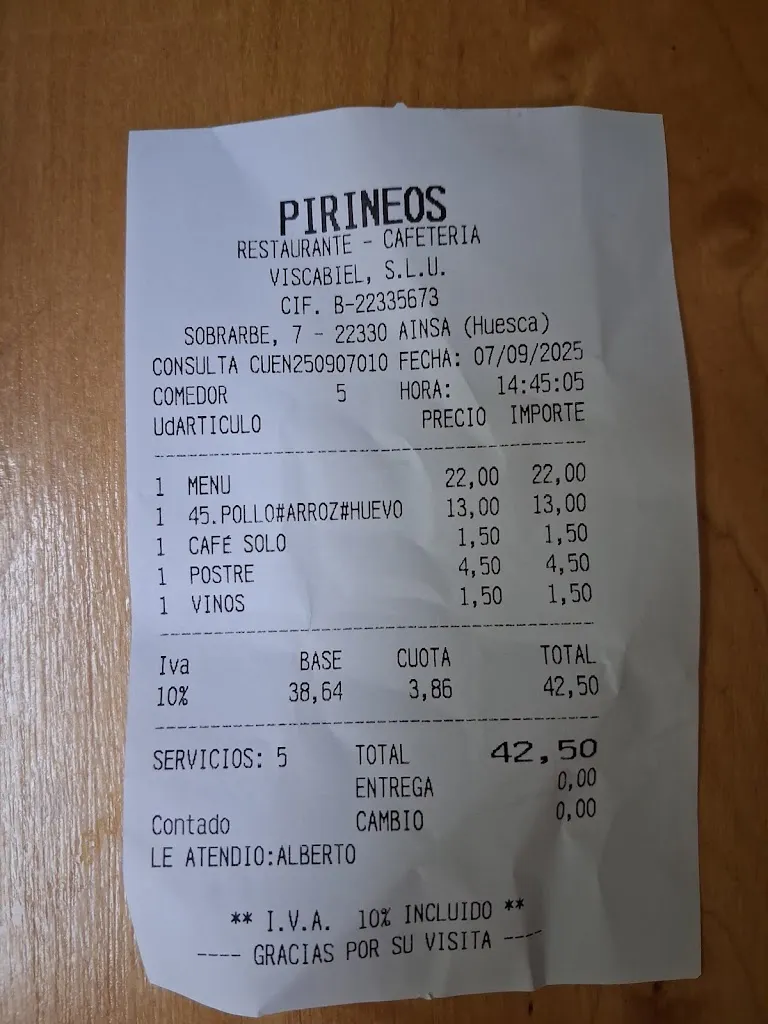 PIRINEOS
RESTAURANTE - CAFETERIA
VISCABIEL, S.L.U.
CIF. B-22335673
SOBRARBE, 7 - 22330 AINSA (Huesca)
CONSULTA CUEN250907010 FECHA: 07/09/2025
COMEDOR 5 HORA: 14:45:05
UdARTICULO PRECIO IMPORTE
1 MENU 22,00 22,00
1 45.POLLO#ARROZ#HUEVO 13,00 13,00
1 CAFÉ SOLO 1,50 1,50
1 POSTRE 4,50 4,50
1 VINOS 1,50 1,50
Iva BASE CUOTA TOTAL
10% 38,64 3,86 42,50
SERVICIOS: 5 TOTAL 42,50
ENTREGA 0,00
Contado CAMBIO 0,00
LE ATENDIO:ALBERTO
** I.V.A. 10% INCLUIDO **
---- GRACIAS POR SU VISITA ----